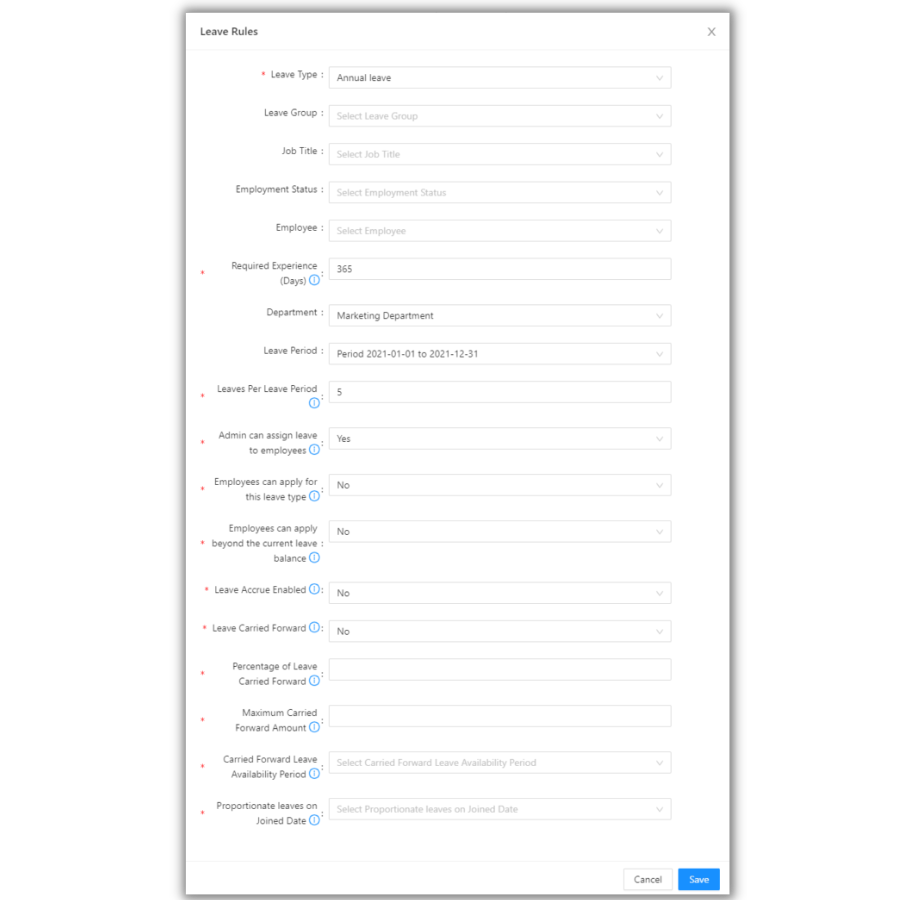 Leave Rules
* Leave Type : Annual leave
Leave Group : Select Leave Group
Job Title : Select Job Title
Employment Status : Select Employment Status
Employee : Select Employee
* Required Experience
(Days) : 365
Department : Marketing Department
Leave Period : Period 2021-01-01 to 2021-12-31
* Leaves Per Leave Period : 5
* Admin can assign leave
to employees : Yes
* Employees can apply for
this leave type : No
* Employees can apply
beyond the current leave :
balance
No
* Leave Accrue Enabled : No
* Leave Carried Forward : No
* Percentage of Leave
Carried Forward :
* Maximum Carried
Forward Amount :
* Carried Forward Leave
Availability Period : Select Carried Forward Leave Availability Period
* Proportionate leaves on
Joined Date : Select Proportionate leaves on Joined Date
Cancel Save